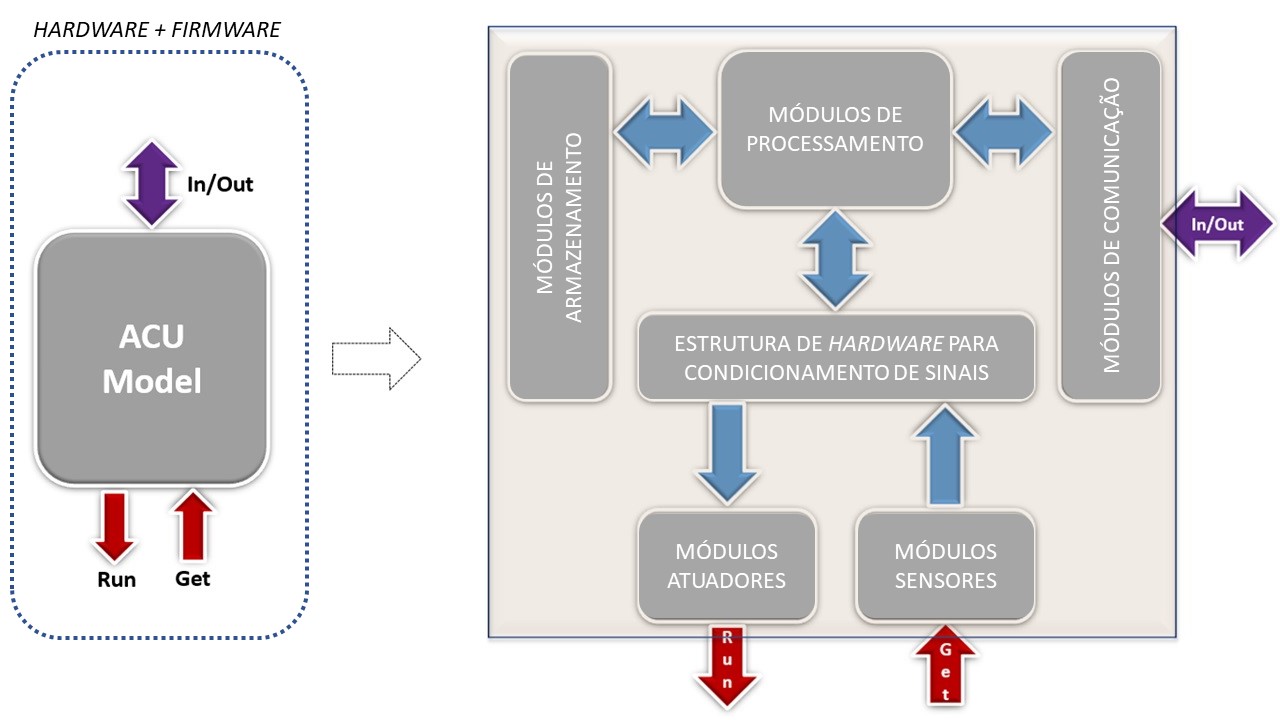 HARDWARE + FIRMWARE
In/Out
ACU
Model
Run
Get
MÓDULOS DE
ARMAZENAMENTO
MÓDULOS DE
PROCESSAMENTO
MÓDULOS DE COMUNICAÇÃO
In/Out
ESTRUTURA DE HARDWARE PARA
CONDICIONAMENTO DE SINAIS
MÓDULOS
ATUADORES
MÓDULOS
SENSORES
Run
Get